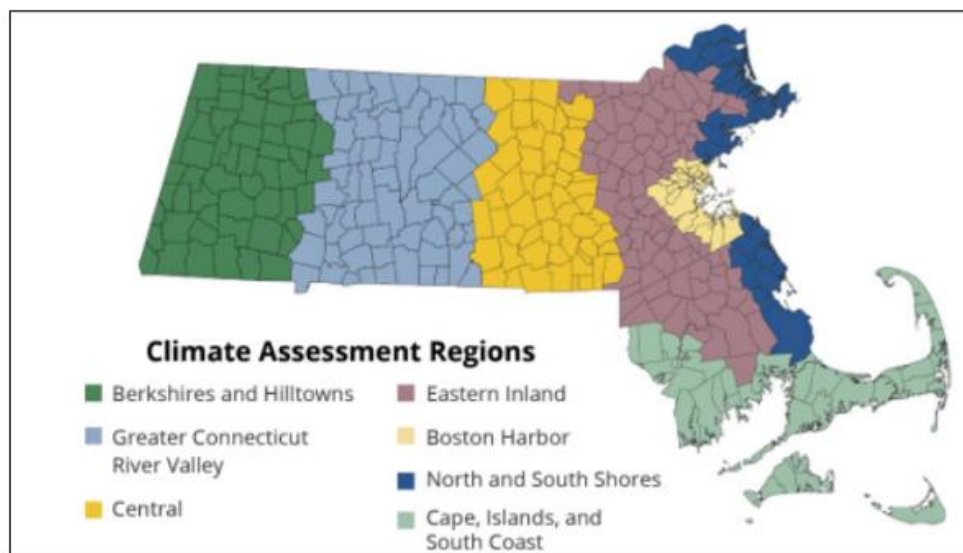 Climate Assessment Regions
Berkshires and Hilltowns
Greater Connecticut
River Valley
Central
Eastern Inland
Boston Harbor
North and South Shores
Cape, Islands, and
South Coast